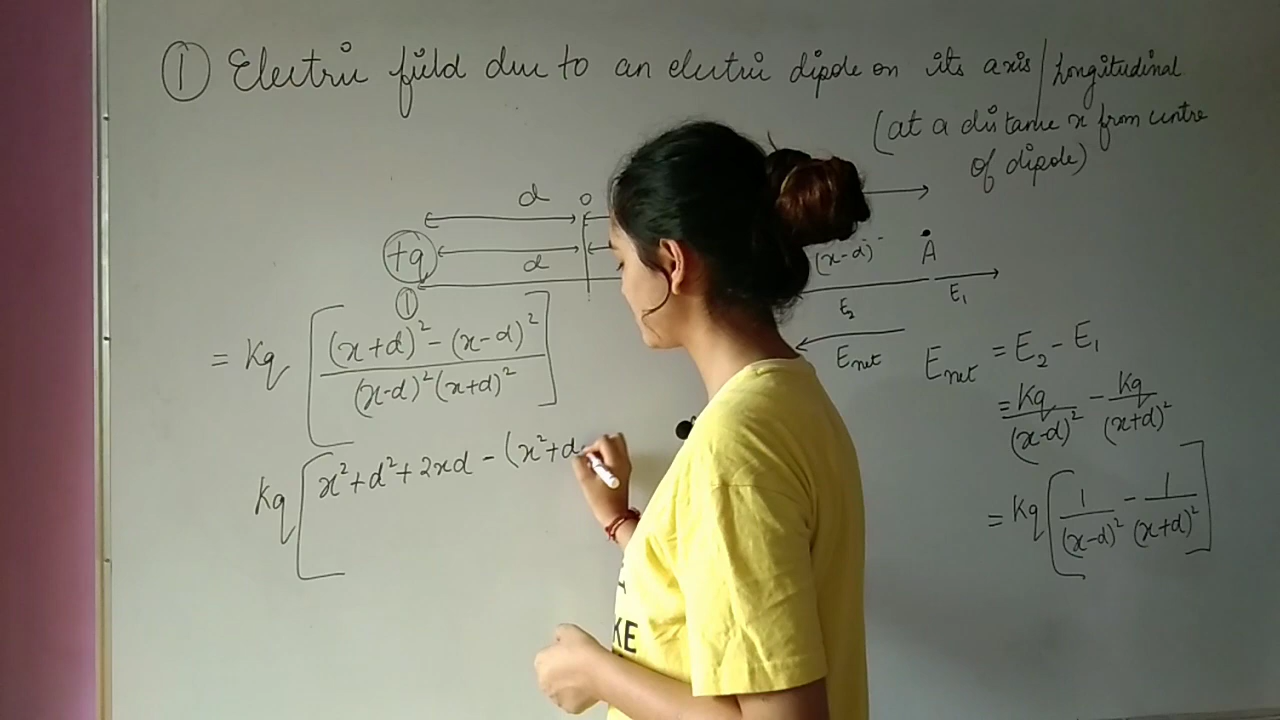 ① Electric field due to an electric dipole on its axis/Longitudinal
(at a distance x from centre
of dipole)
d o
+q d (x-d) A
① E₂ E₁
Enet
= Kq [(x+d)² - (x-d)² / (x-d)²(x+d)²]
Kq [x²+d²+2xd - (x²+d
Enet = E₂ - E₁
= Kq/(x-d)² - Kq/(x+d)²
= Kq [1/(x-d)² - 1/(x+d)²]
KE